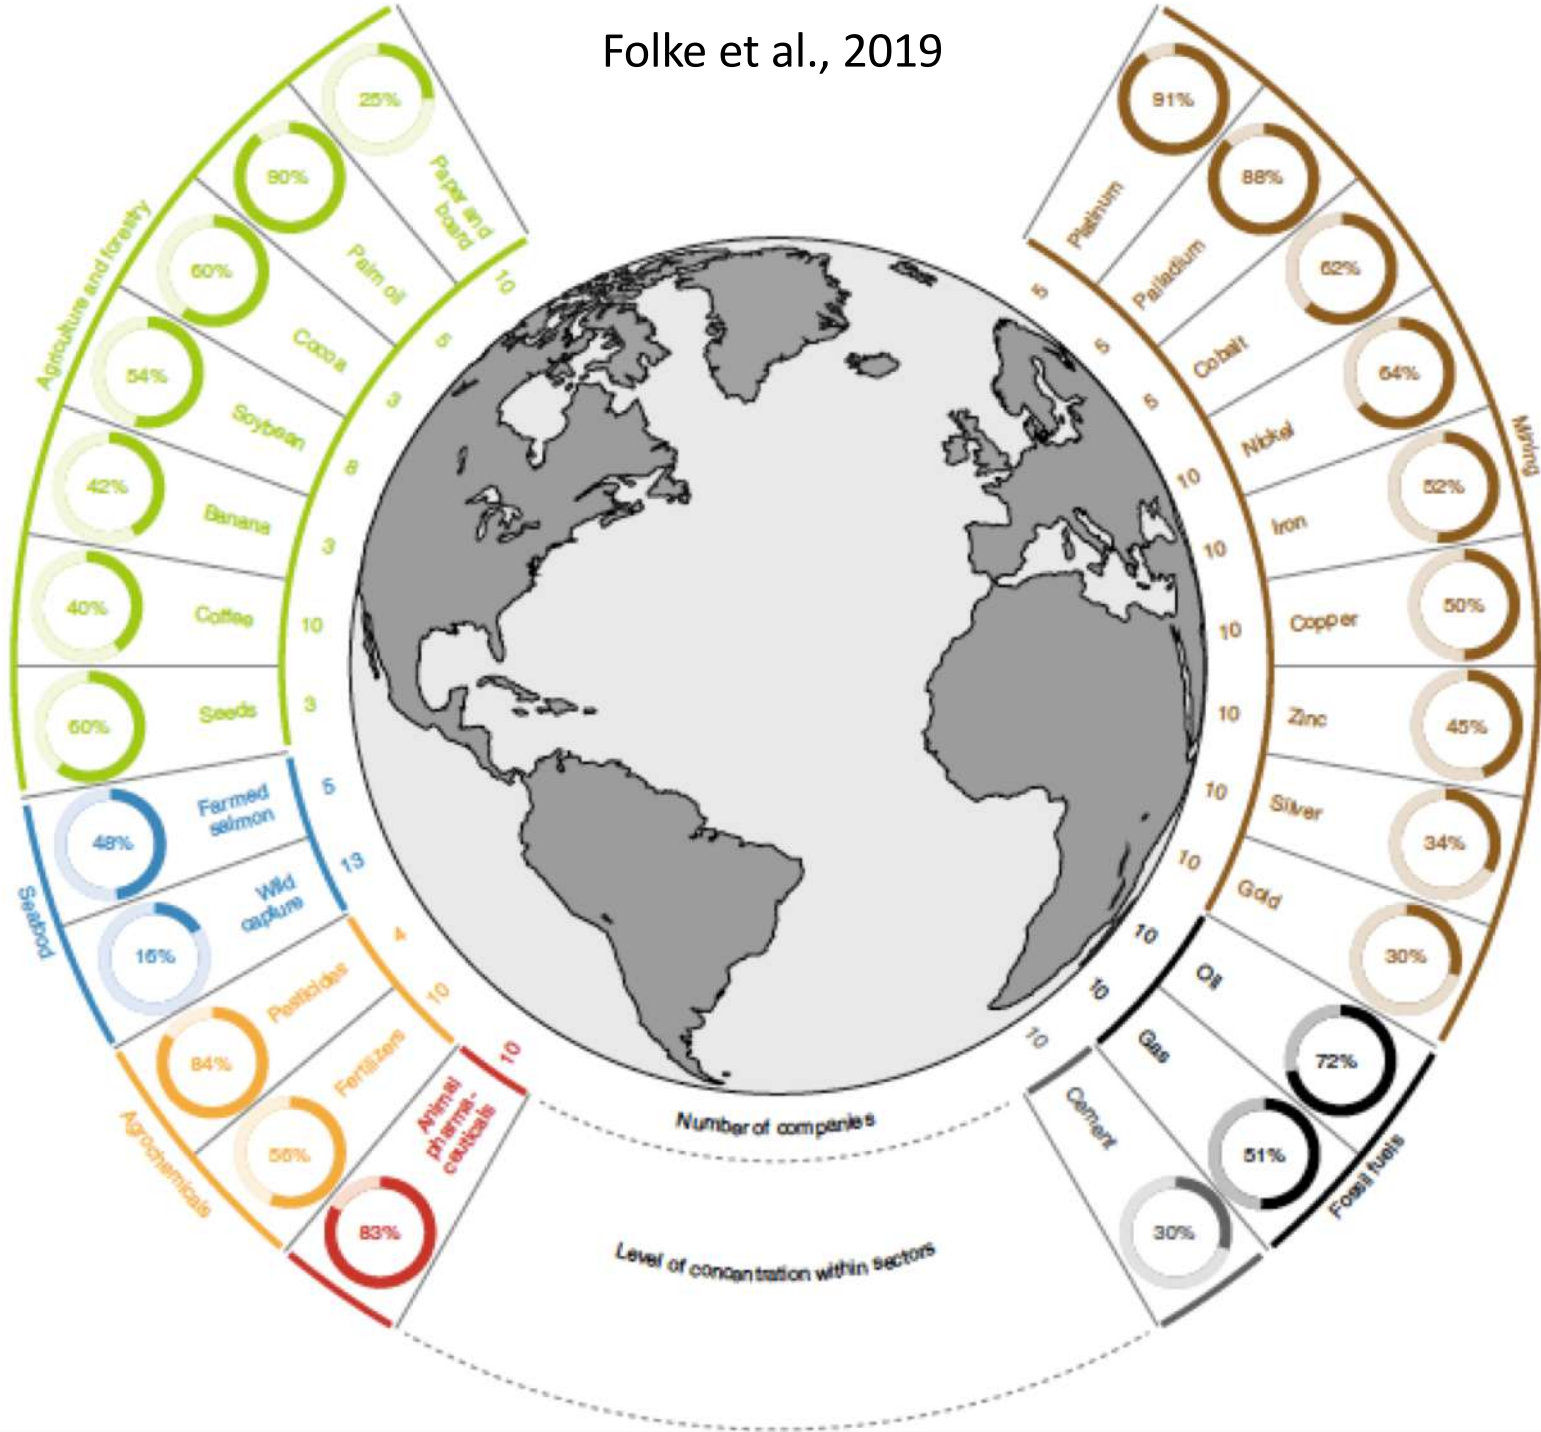 Folke et al., 2019
Agriculture and forestry
25%
Paper and
board
10
90%
Palm oil
5
60%
Cocoa
3
54%
Soybean
8
42%
Banana
3
40%
Coffee
10
60%
Seeds
3
Seafood
48%
Farmed
salmon
5
16%
Wild
capture
13
Agrochemicals
84%
Pesticides
4
56%
Fertilizers
10
83%
Animal
pharma-
ceuticals
10
Mining
91%
Platinum
5
88%
Palladium
5
62%
Cobalt
5
64%
Nickel
10
52%
Iron
10
50%
Copper
10
45%
Zinc
10
34%
Silver
10
30%
Gold
10
Fossil fuels
72%
Oil
10
51%
Gas
10
30%
Cement
10
Number of companies
Level of concentration within sectors